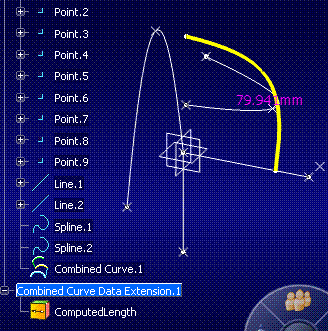 Point.2
Point.3
Point.4
Point.5
Point.6
Point.7
Point.8
Point.9
Line.1
Line.2
Spline.1
Spline.2
Combined Curve.1
Combined Curve Data Extension.1
ComputedLength
79.941mm